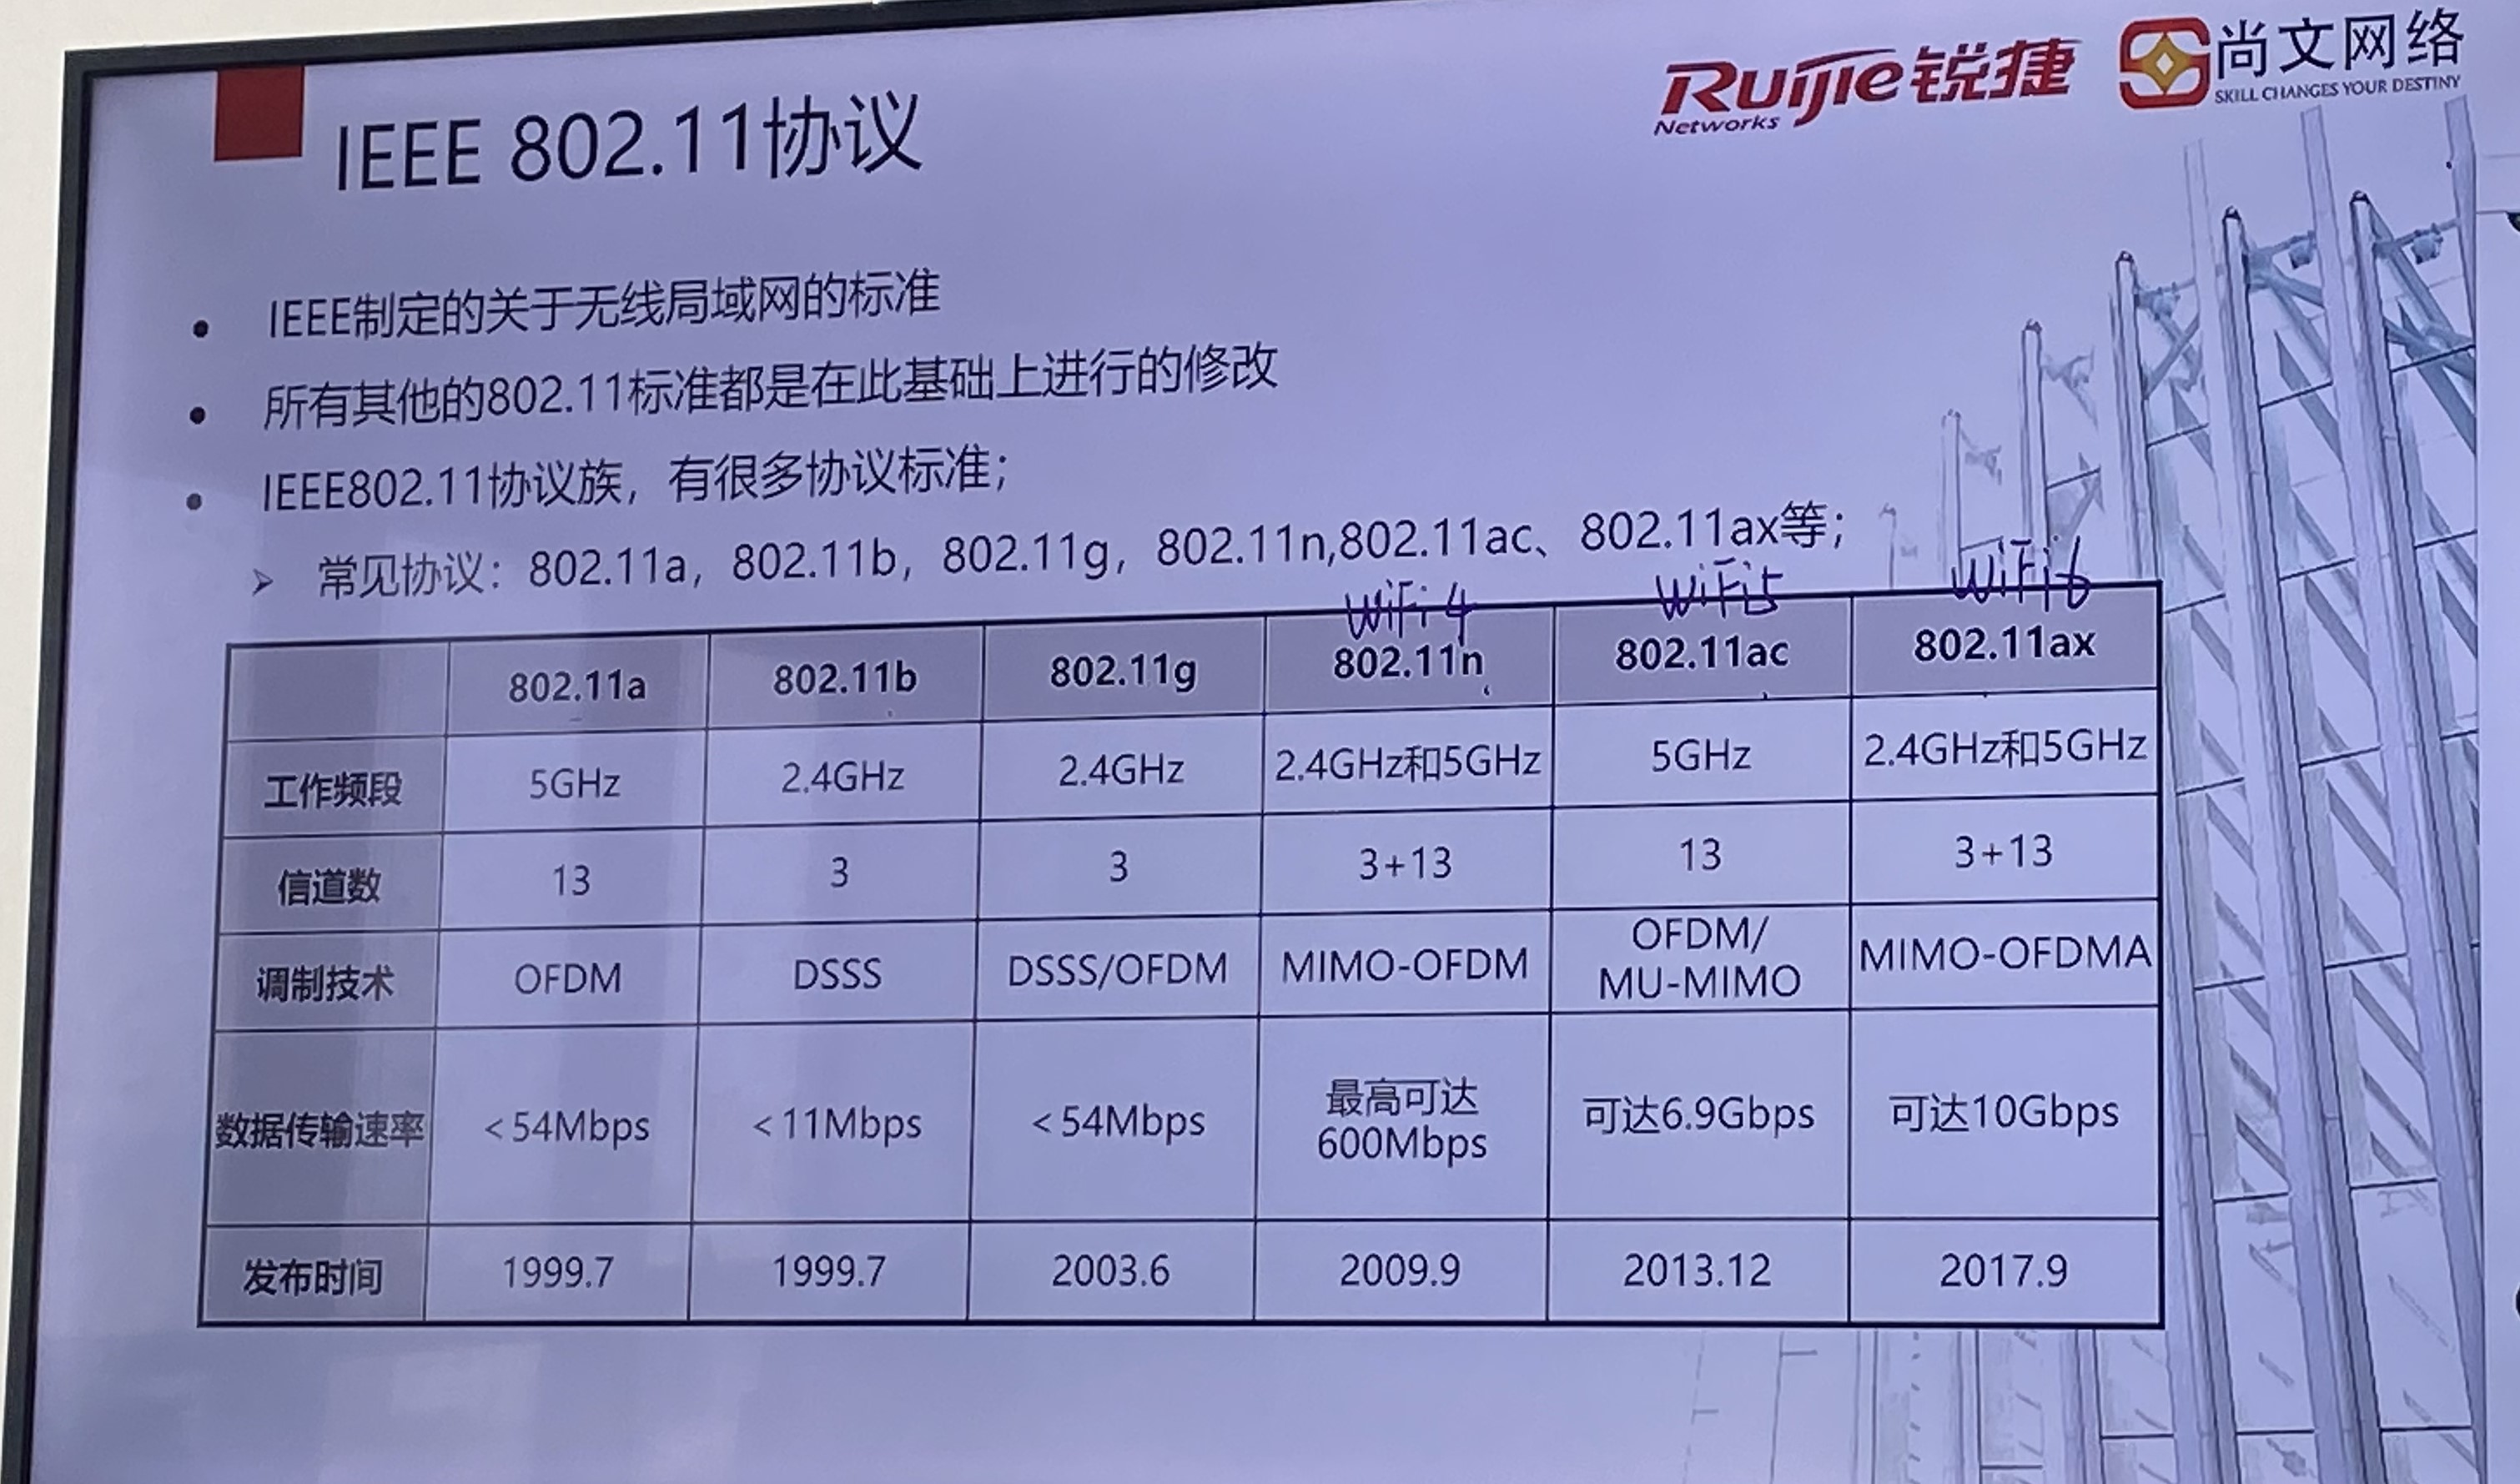 Ruijie锐捷
Networks
尚文网络
SKILL CHANGES YOUR DESTINY
IEEE 802.11协议
• IEEE制定的关于无线局域网的标准
• 所有其他的802.11标准都是在此基础上进行的修改
• IEEE802.11协议族，有很多协议标准；
➢ 常见协议：802.11a，802.11b，802.11g，802.11n,802.11ac、802.11ax等；
WiFi4 WiFi5 WiFi6
802.11a 802.11b 802.11g 802.11n 802.11ac 802.11ax
工作频段 5GHz 2.4GHz 2.4GHz 2.4GHz和5GHz 5GHz 2.4GHz和5GHz
信道数 13 3 3 3+13 13 3+13
调制技术 OFDM DSSS DSSS/OFDM MIMO-OFDM OFDM/ MIMO-OFDMA
MU-MIMO
数据传输速率 ＜54Mbps ＜11Mbps ＜54Mbps 最高可达 可达6.9Gbps 可达10Gbps
600Mbps
发布时间 1999.7 1999.7 2003.6 2009.9 2013.12 2017.9